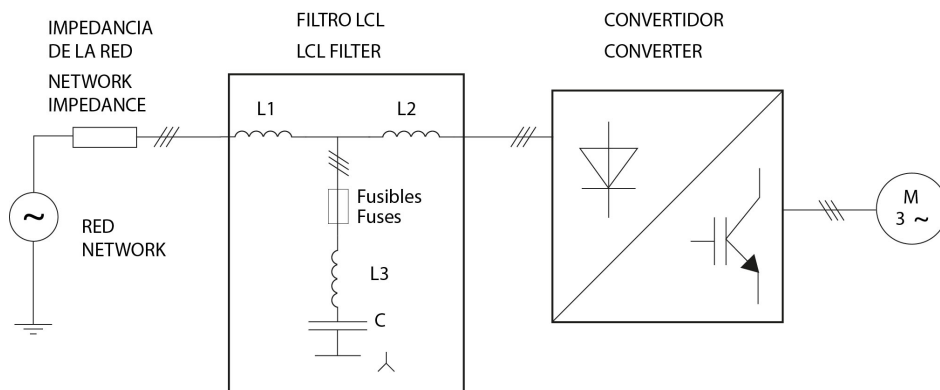 IMPEDANCIA
DE LA RED
NETWORK
IMPEDANCE
FILTRO LCL
LCL FILTER
CONVERTIDOR
CONVERTER
L1
L2
Fusibles
Fuses
L3
C
RED
NETWORK
~
M
3 ~